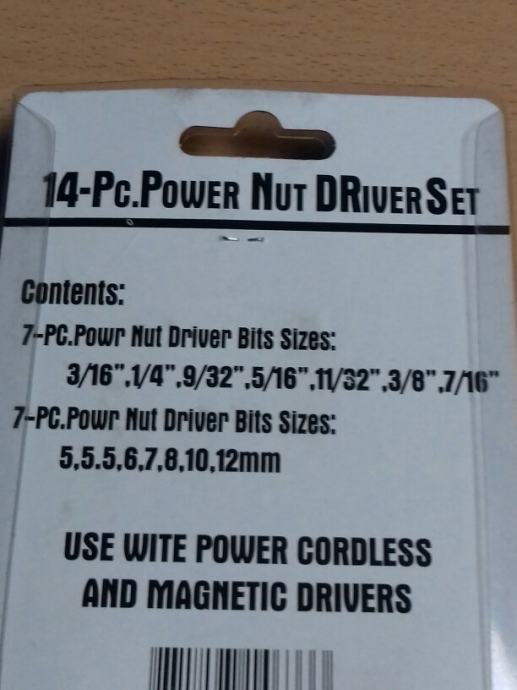 14-PC.POWER NUT DRIVER SET
Contents:
7-PC.Powr Nut Driver Bits Sizes:
3/16",1/4",9/32",5/16",11/32",3/8",7/16"
7-PC.Powr Nut Driver Bits Sizes:
5,5.5,6,7,8,10,12mm
USE WITE POWER CORDLESS
AND MAGNETIC DRIVERS